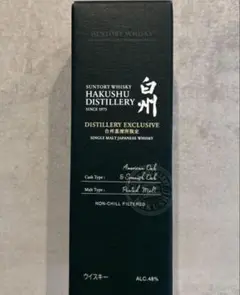 SUNTORY WHISKY
SUNTORY WHISKY
HAKUSHU
DISTILLERY
SINCE 1973
白州
DISTILLERY EXCLUSIVE
白州蒸溜所限定
SINGLE MALT JAPANESE WHISKY
American Oak
Cask Type : & Spanish Oak
Malt Type : Peated Malt
NON-CHILL FILTERED
ウイスキー
ALC.48%